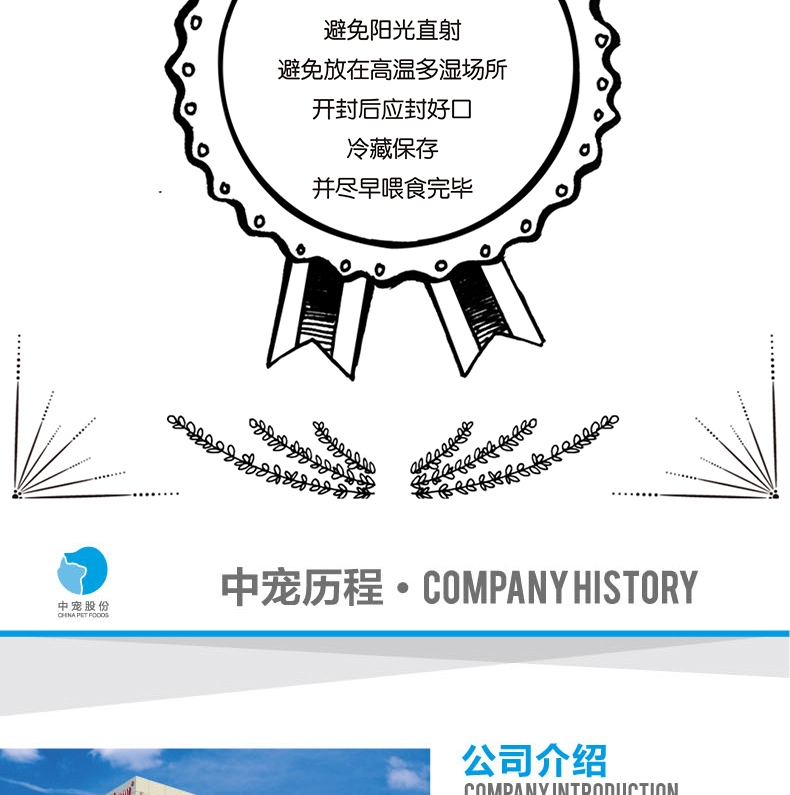 避免阳光直射
避免放在高温多湿场所
开封后应封好口
冷藏保存
并尽早喂食完毕
中宠股份
CHINA PET FOODS
中宠历程·COMPANY HISTORY
公司介绍
COMPANY INTRODUCTION